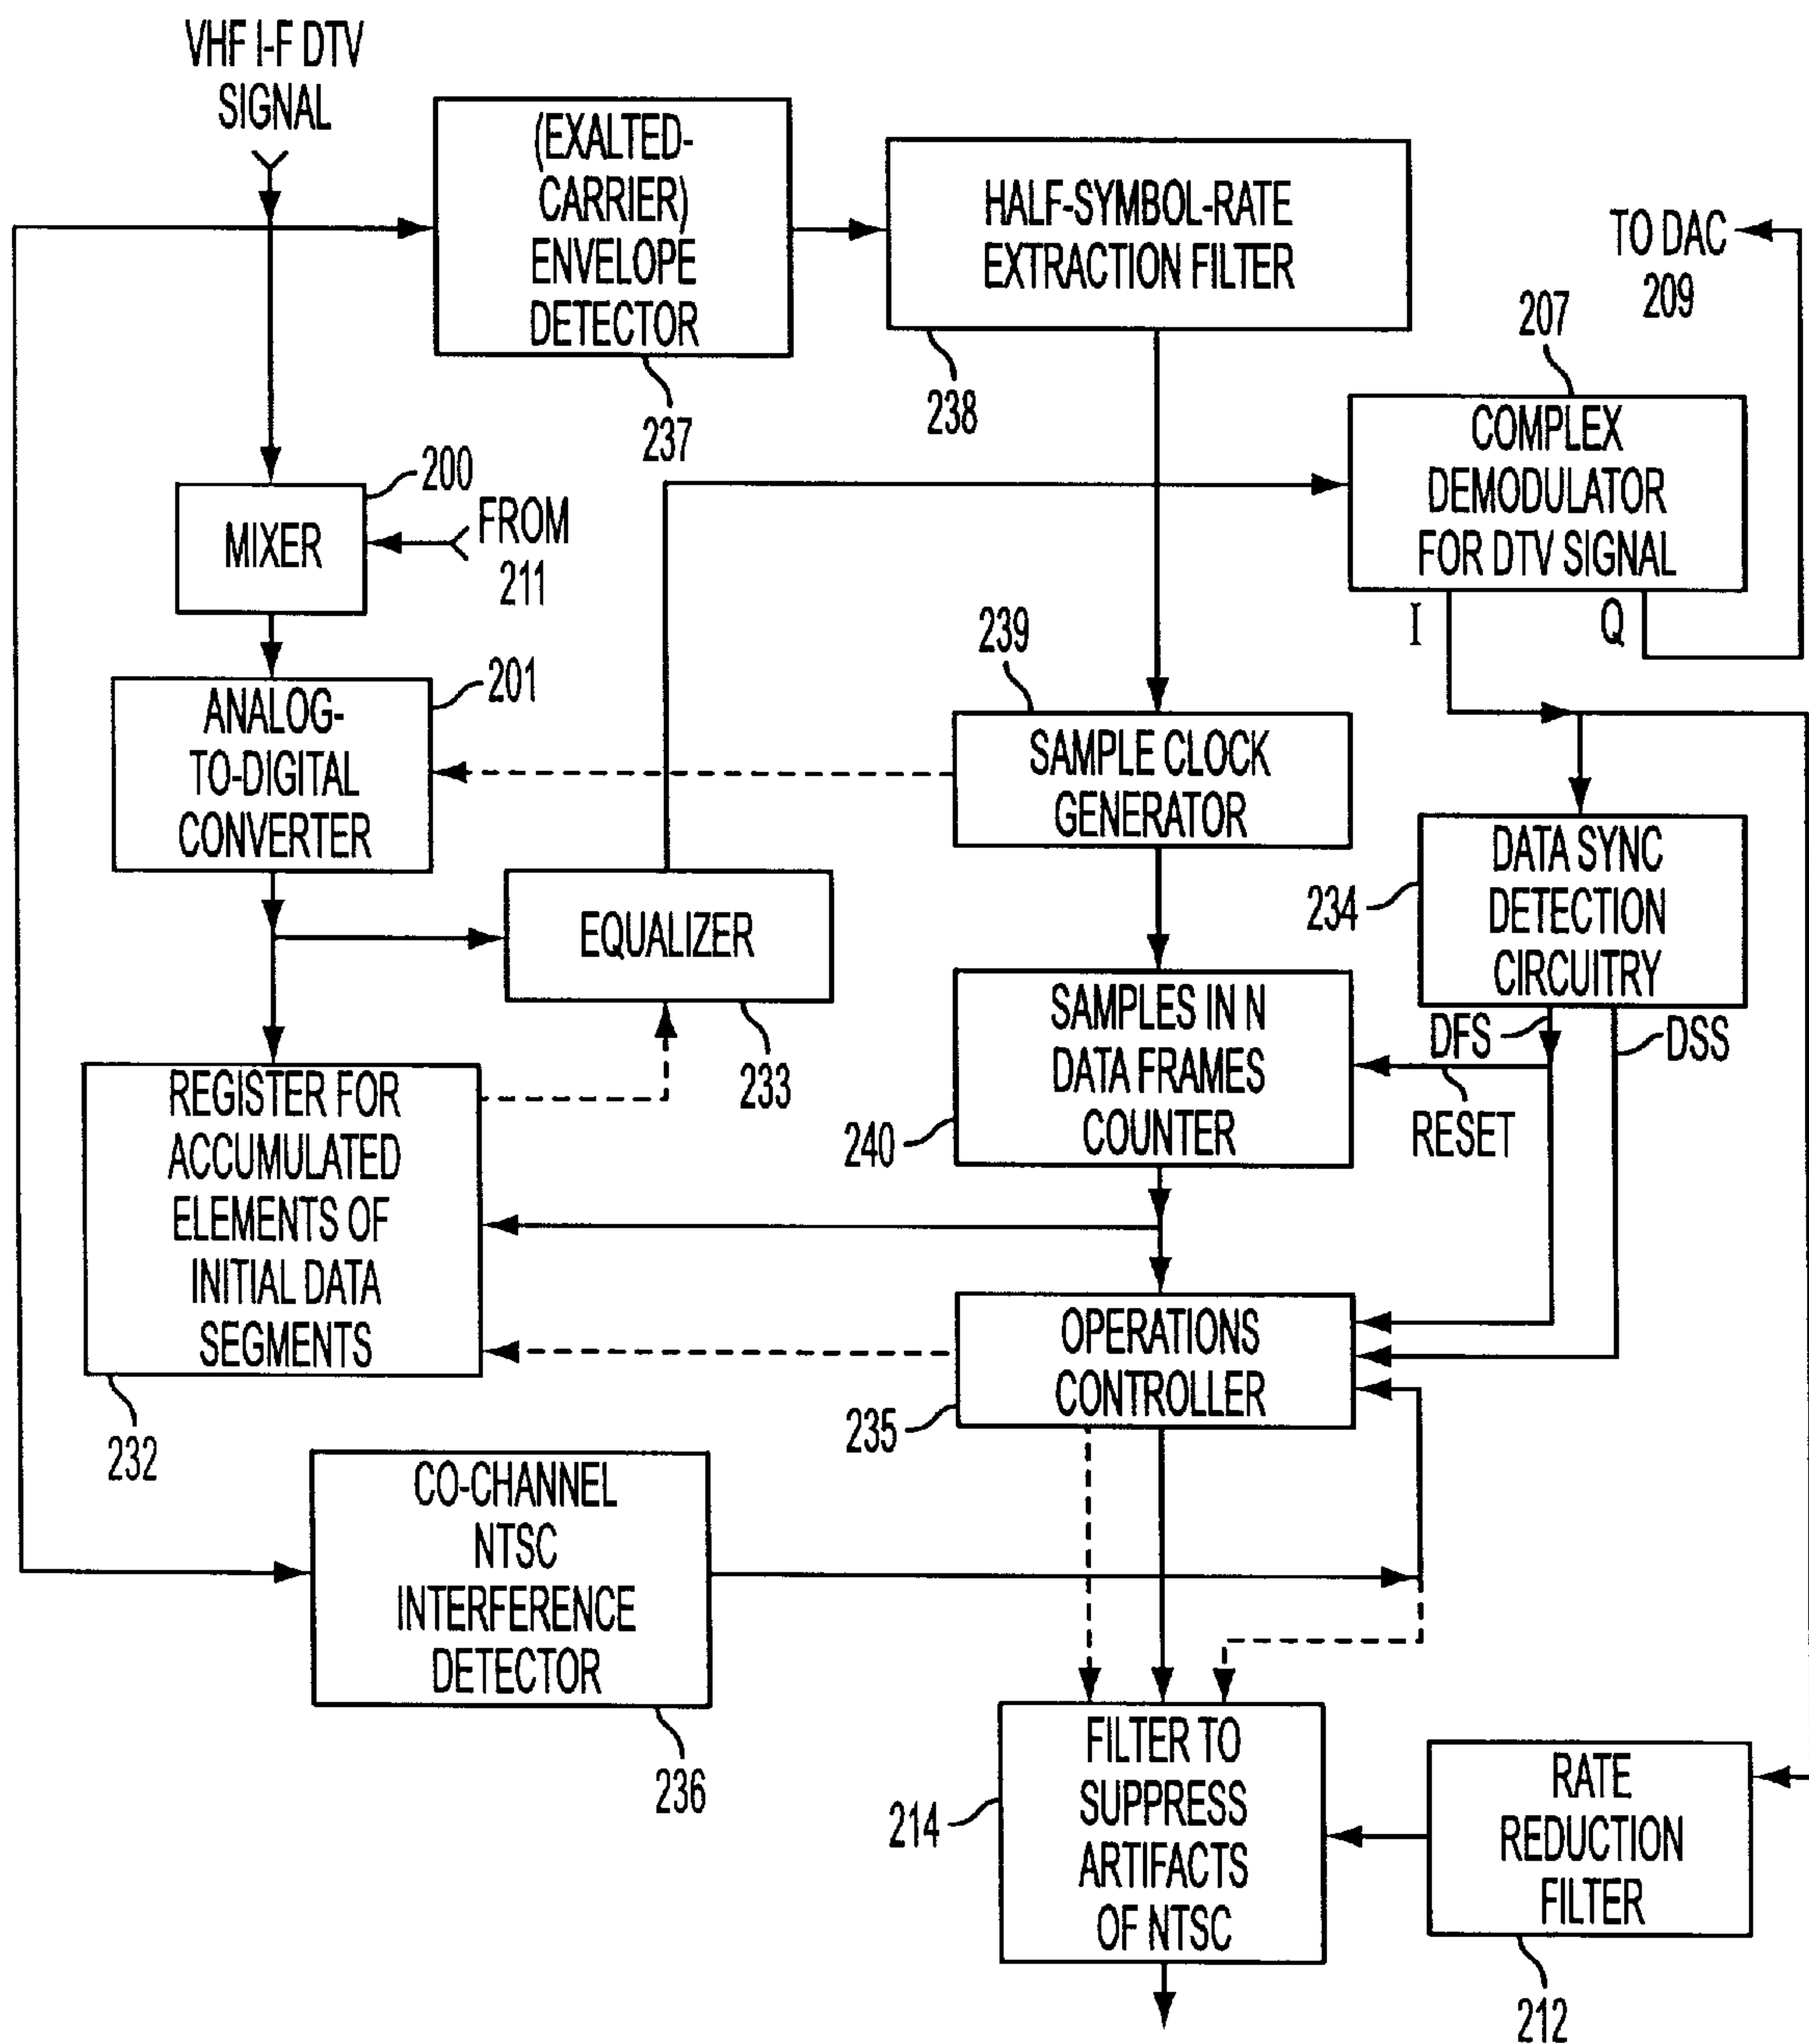 VHF I-F DTV
SIGNAL
(EXALTED-
CARRIER)
ENVELOPE
DETECTOR
237
HALF-SYMBOL-RATE
EXTRACTION FILTER
238
TO DAC
209
207
COMPLEX
DEMODULATOR
FOR DTV SIGNAL
I
Q
200
MIXER
FROM
211
201
ANALOG-
TO-DIGITAL
CONVERTER
239
SAMPLE CLOCK
GENERATOR
234
DATA SYNC
DETECTION
CIRCUITRY
EQUALIZER
233
SAMPLES IN N
DATA FRAMES
COUNTER
240
DFS
DSS
RESET
REGISTER FOR
ACCUMULATED
ELEMENTS OF
INITIAL DATA
SEGMENTS
232
OPERATIONS
CONTROLLER
235
CO-CHANNEL
NTSC
INTERFERENCE
DETECTOR
236
FILTER TO
SUPPRESS
ARTIFACTS
OF NTSC
214
RATE
REDUCTION
FILTER
212